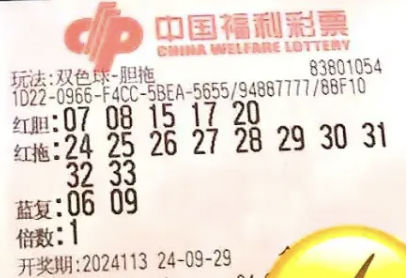 中国福利彩票
CHINA WELFARE LOTTERY
玩法:双色球-胆拖
83801054
1D22-0966-F4CC-5BEA-5655/94887777/88F10
红胆:07 08 15 17 20
红拖:24 25 26 27 28 29 30 31
32 33
蓝复:06 09
倍数:1
开奖期:2024113 24-09-29